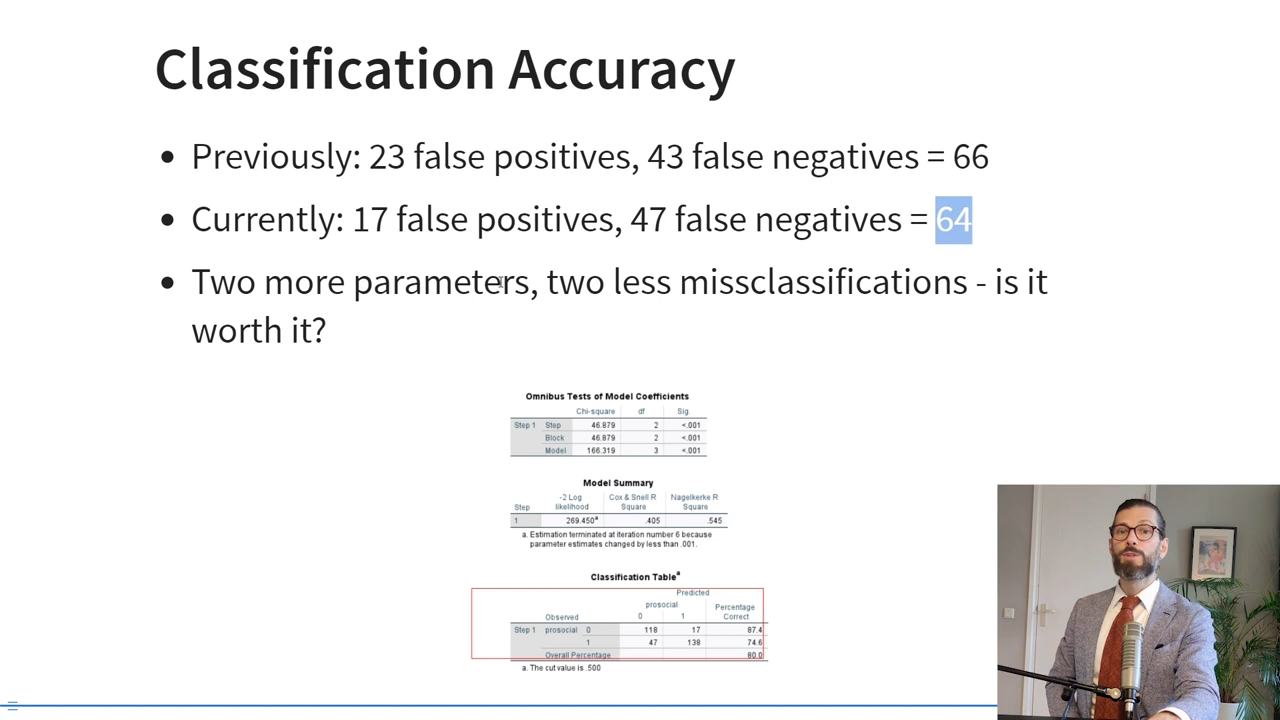 Classification Accuracy
• Previously: 23 false positives, 43 false negatives = 66
• Currently: 17 false positives, 47 false negatives = 64
• Two more parameters, two less missclassifications - is it
worth it?
Omnibus Tests of Model Coefficients
Chi-square df Sig.
Step 1 Step 46.879 2 <.001
Block 46.879 2 <.001
Model 166.319 3 <.001
Model Summary
Step -2 Log likelihood Cox & Snell R Square Nagelkerke R Square
1 269.450a .405 .545
a. Estimation terminated at iteration number 6 because
parameter estimates changed by less than .001.
Classification Tablea
Predicted
prosocial Percentage Correct
Observed 0 1
Step 1 prosocial 0 118 17 87.4
1 47 138 74.6
Overall Percentage 80.0
a. The cut value is .500